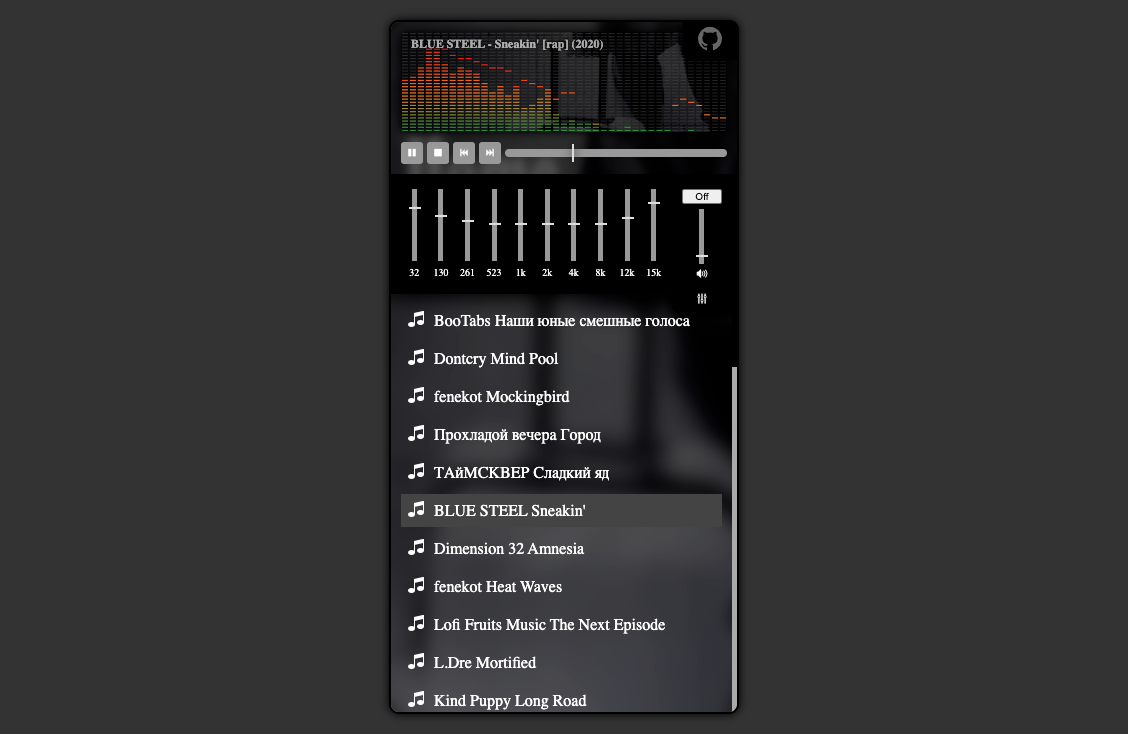 BLUE STEEL - Sneakin' [rap] (2020)
Off
32 130 261 523 1k 2k 4k 8k 12k 15k
BooTabs Наши юные смешные голоса
Dontcry Mind Pool
fenekot Mockingbird
Прохладой вечера Город
ТАйМСКВЕР Сладкий яд
BLUE STEEL Sneakin'
Dimension 32 Amnesia
fenekot Heat Waves
Lofi Fruits Music The Next Episode
L.Dre Mortified
Kind Puppy Long Road